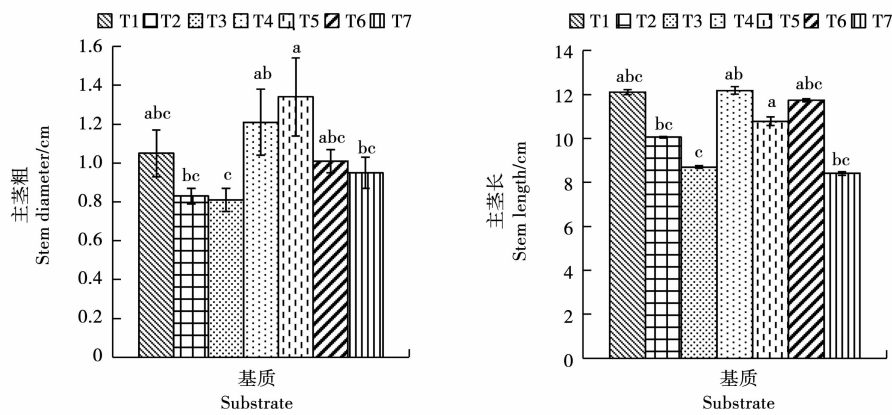 T1 T2 T3 T4 T5 T6 T7
1.6
1.4
1.2
1.0
0.8
0.6
0.4
0.2
0
主茎粗
Stem diameter/cm
abc
bc
c
ab
a
abc
bc
基质
Substrate
T1 T2 T3 T4 T5 T6 T7
14
12
10
8
6
4
2
0
主茎长
Stem length/cm
abc
bc
c
ab
a
abc
bc
基质
Substrate